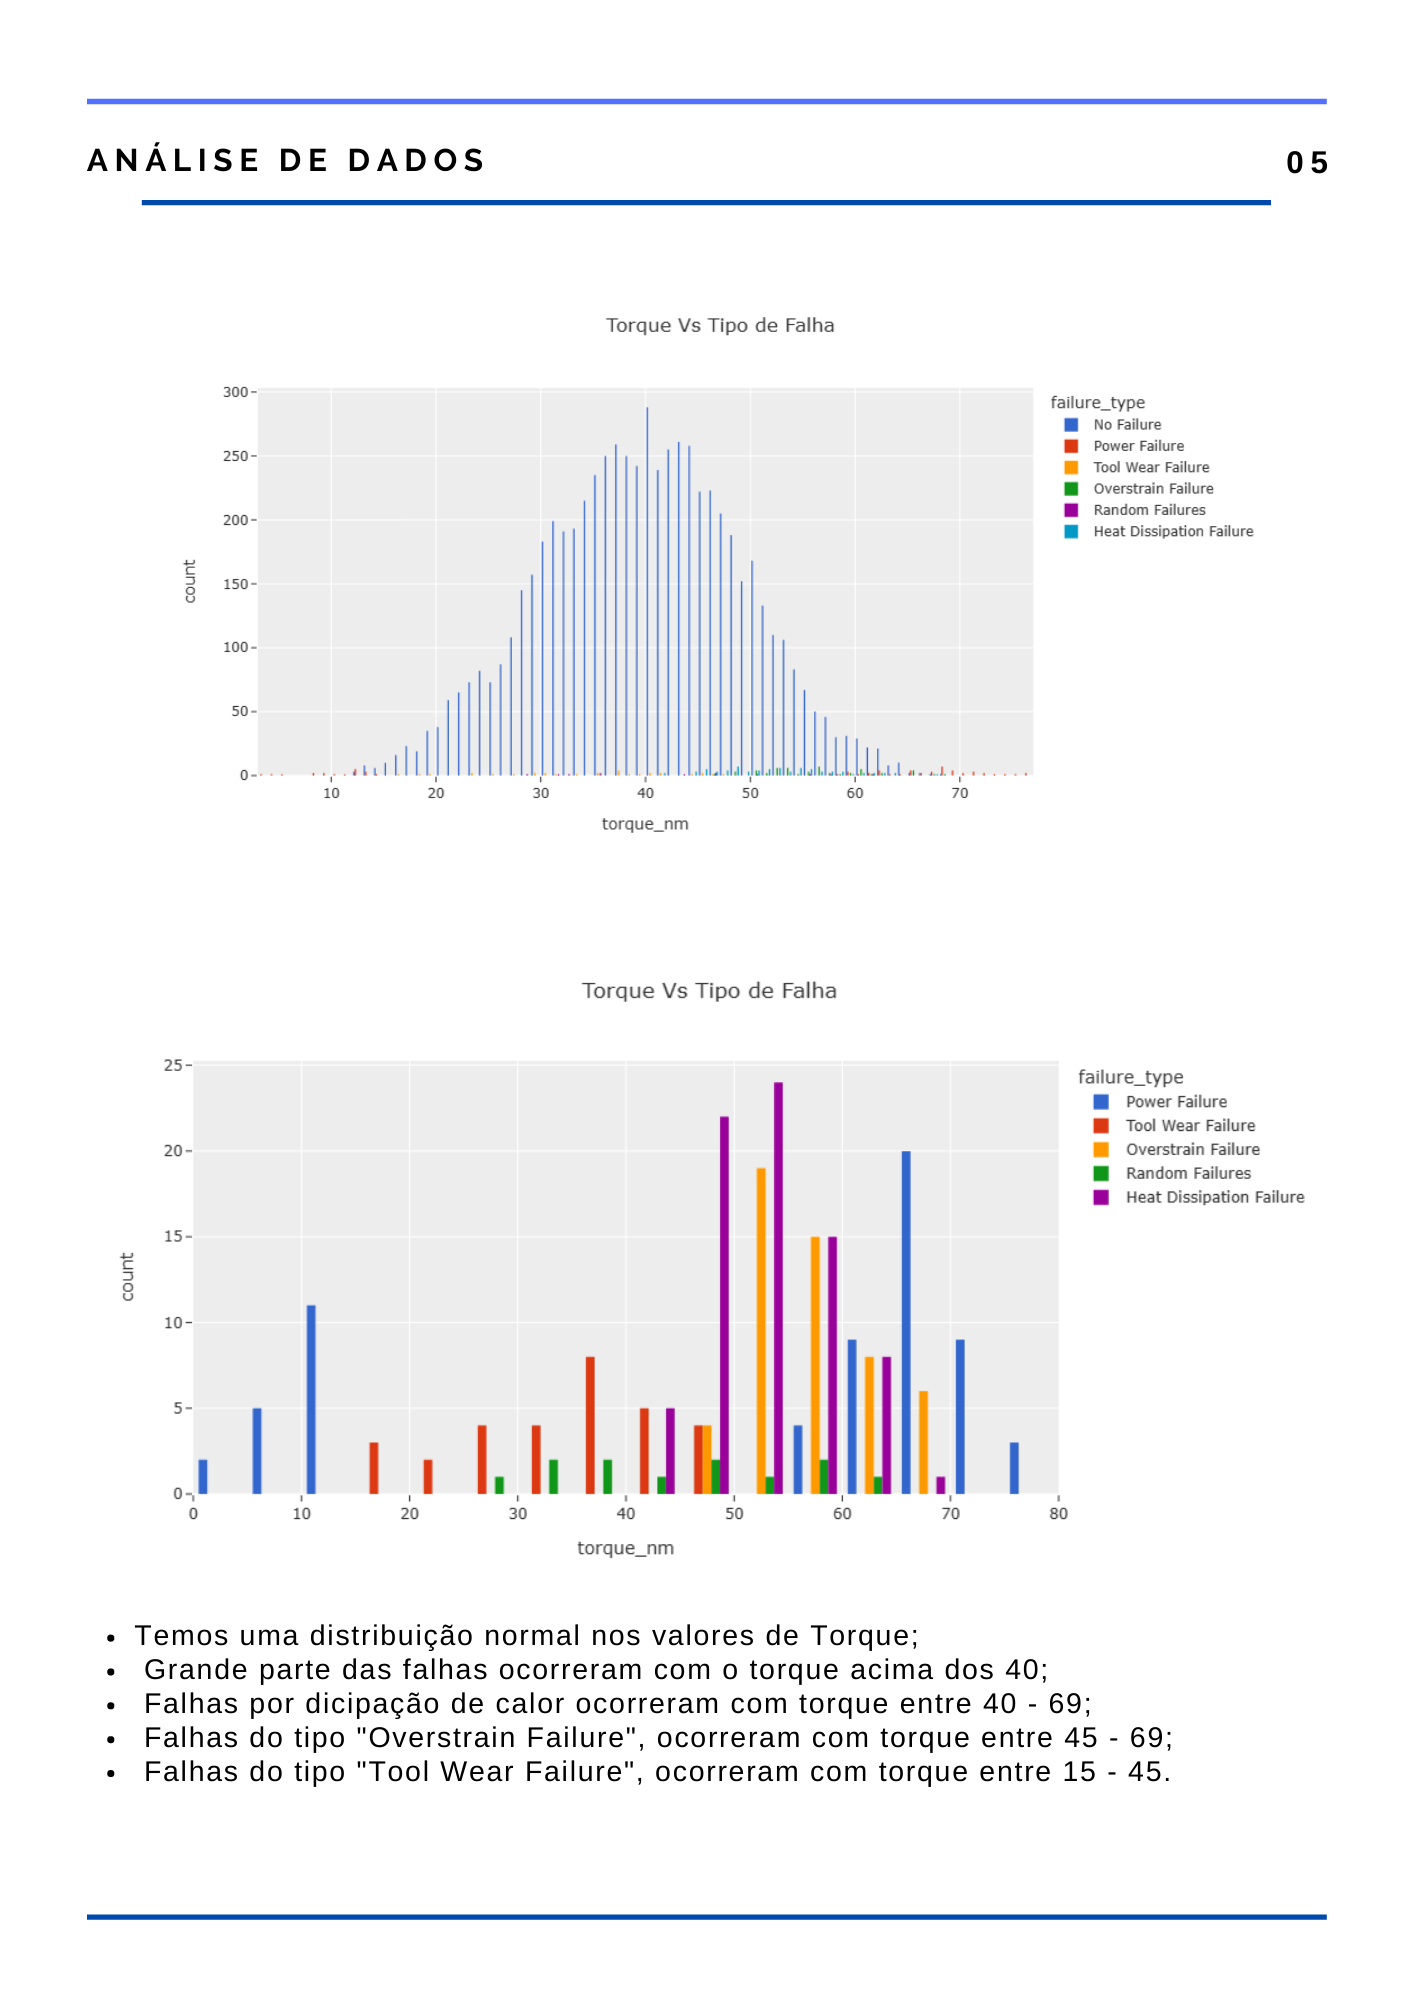 ANÁLISE DE DADOS
05
Torque Vs Tipo de Falha
300
250
200
150
100
50
0
count
10 20 30 40 50 60 70
torque_nm
failure_type
No Failure
Power Failure
Tool Wear Failure
Overstrain Failure
Random Failures
Heat Dissipation Failure
Torque Vs Tipo de Falha
25
20
15
10
5
0
count
0 10 20 30 40 50 60 70 80
torque_nm
failure_type
Power Failure
Tool Wear Failure
Overstrain Failure
Random Failures
Heat Dissipation Failure
• Temos uma distribuição normal nos valores de Torque;
• Grande parte das falhas ocorreram com o torque acima dos 40;
• Falhas por dicipação de calor ocorreram com torque entre 40 - 69;
• Falhas do tipo "Overstrain Failure", ocorreram com torque entre 45 - 69;
• Falhas do tipo "Tool Wear Failure", ocorreram com torque entre 15 - 45.